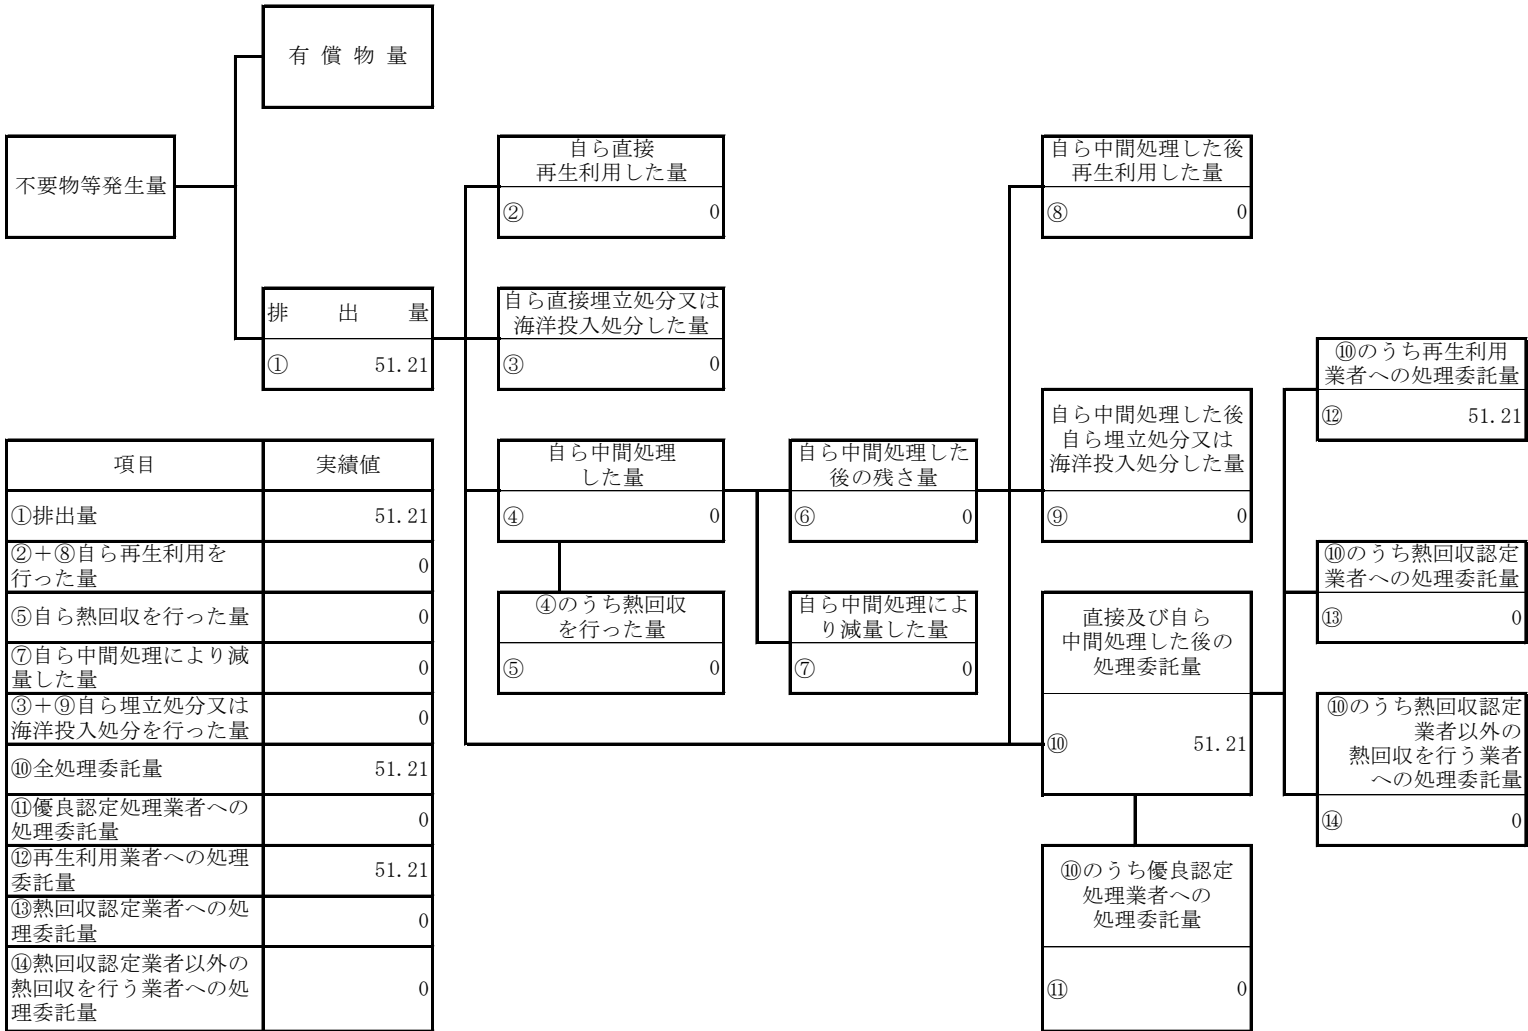 有 償 物 量
不要物等発生量
排 出 量
① 51.21
自ら直接
再生利用した量
② 0
自ら直接埋立処分又は
海洋投入処分した量
③ 0
自ら中間処理
した量
④ 0
④のうち熱回収
を行った量
⑤ 0
自ら中間処理した
後の残さ量
⑥ 0
自ら中間処理によ
り減量した量
⑦ 0
自ら中間処理した後
再生利用した量
⑧ 0
自ら中間処理した後
自ら埋立処分又は
海洋投入処分した量
⑨ 0
直接及び自ら
中間処理した後の
処理委託量
⑩ 51.21
⑩のうち優良認定
処理業者への
処理委託量
⑪ 0
⑩のうち再生利用
業者への処理委託量
⑫ 51.21
⑩のうち熱回収認定
業者への処理委託量
⑬ 0
⑩のうち熱回収認定
業者以外の
熱回収を行う業者
への処理委託量
⑭ 0
項目 実績値
①排出量 51.21
②+⑧自ら再生利用を
行った量 0
⑤自ら熱回収を行った量 0
⑦自ら中間処理により減
量した量 0
③+⑨自ら埋立処分又は
海洋投入処分を行った量 0
⑩全処理委託量 51.21
⑪優良認定処理業者への
処理委託量 0
⑫再生利用業者への処理
委託量 51.21
⑬熱回収認定業者への処
理委託量 0
⑭熱回収認定業者以外の
熱回収を行う業者への処
理委託量 0